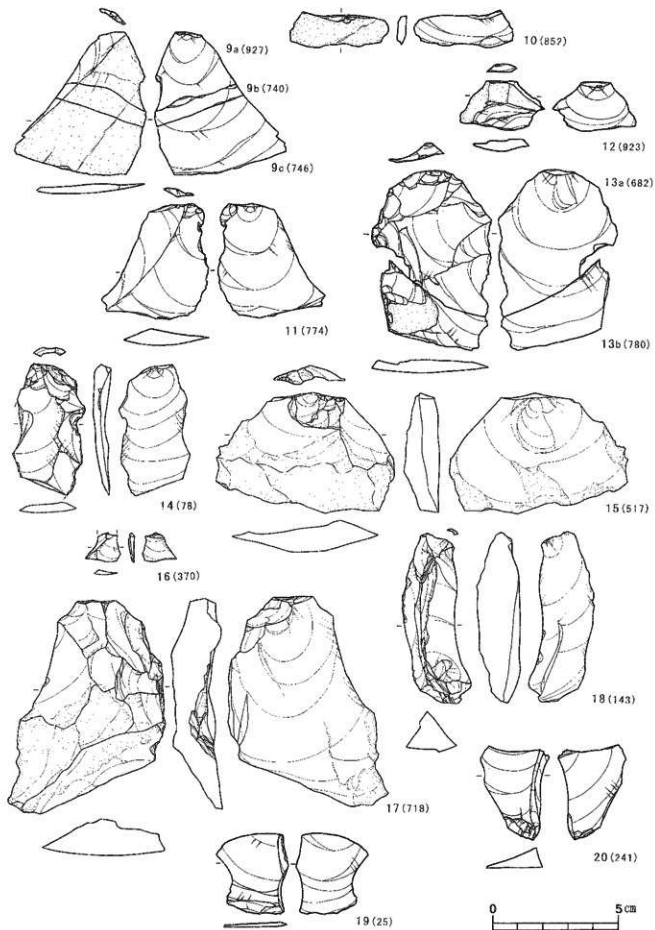 9a(927)
9b(740)
9c(746)
10(852)
12(923)
11(774)
13a(682)
13b(780)
14(78)
15(517)
16(370)
17(718)
18(143)
19(25)
20(241)
0 5cm